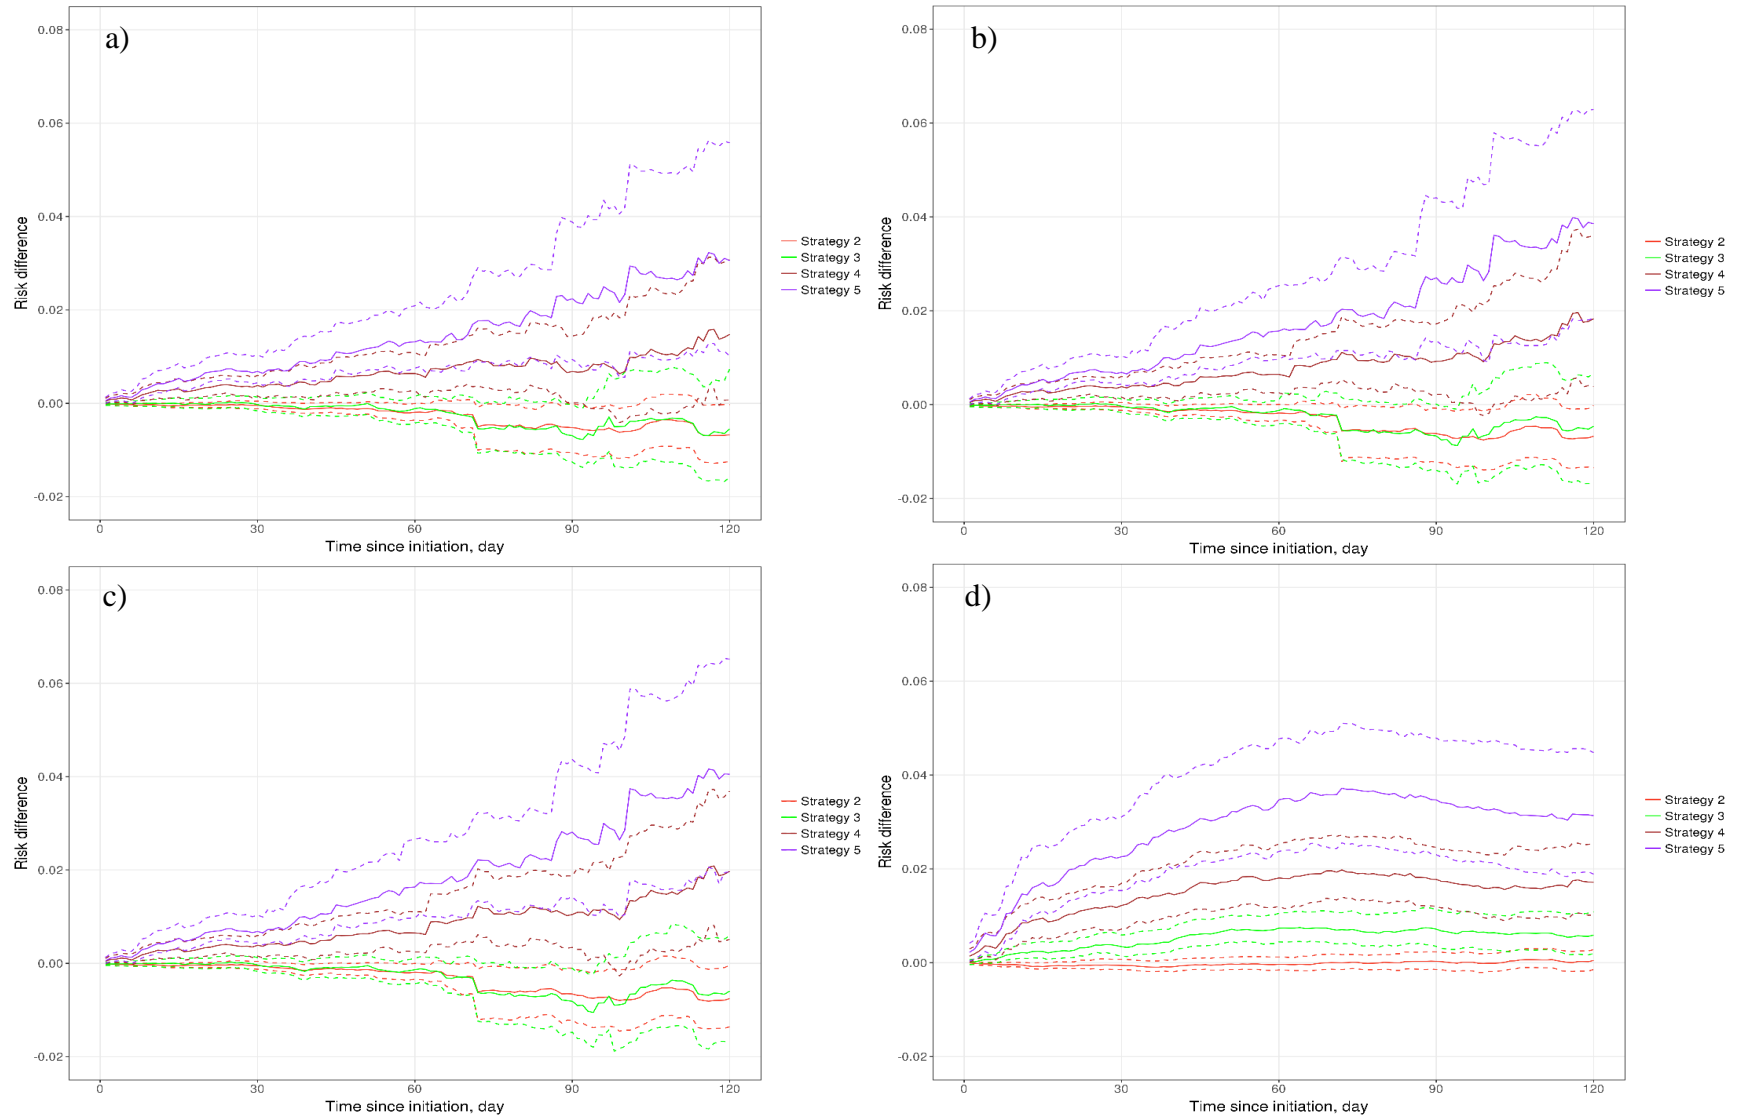 a)
0.08
0.06
0.04
0.02
0.00
-0.02
Risk difference
0
30
60
90
120
Time since initiation, day
Strategy 2
Strategy 3
Strategy 4
Strategy 5
b)
0.08
0.06
0.04
0.02
0.00
-0.02
Risk difference
0
30
60
90
120
Time since initiation, day
Strategy 2
Strategy 3
Strategy 4
Strategy 5
c)
0.08
0.06
0.04
0.02
0.00
-0.02
Risk difference
0
30
60
90
120
Time since initiation, day
Strategy 2
Strategy 3
Strategy 4
Strategy 5
d)
0.08
0.06
0.04
0.02
0.00
-0.02
Risk difference
0
30
60
90
120
Time since initiation, day
Strategy 2
Strategy 3
Strategy 4
Strategy 5